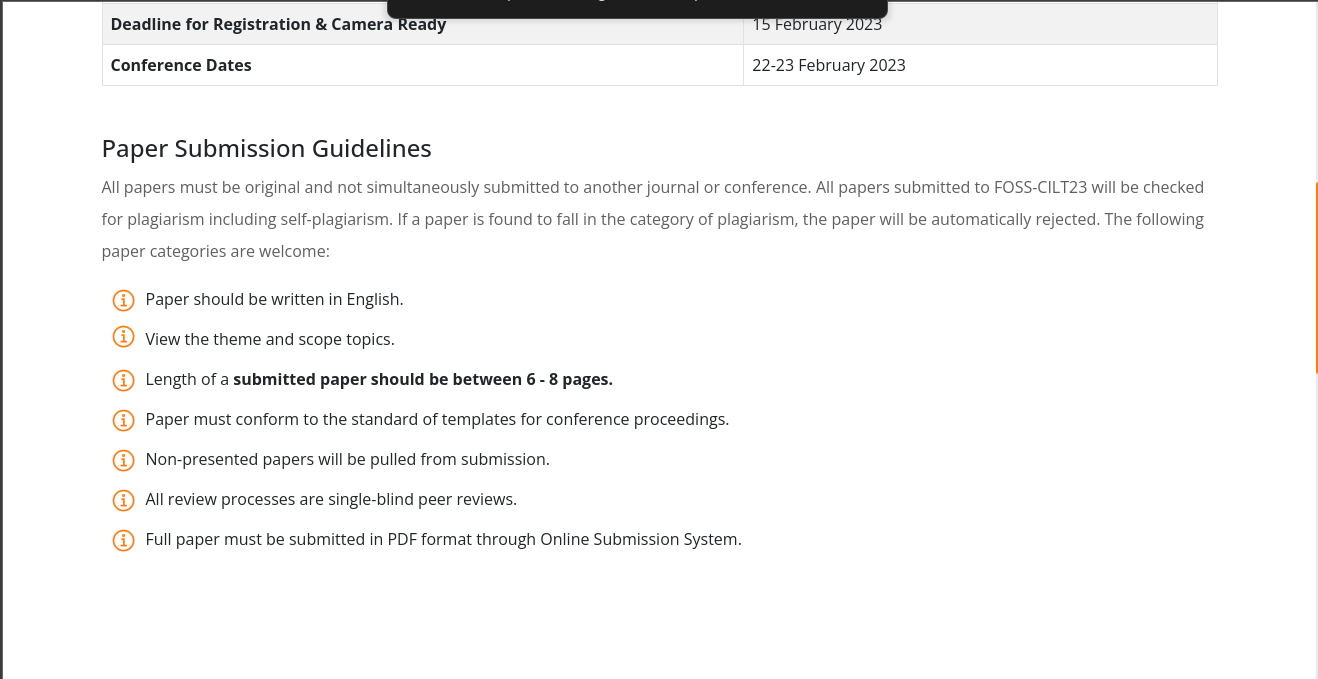 Deadline for Registration & Camera Ready 15 February 2023
Conference Dates 22-23 February 2023
Paper Submission Guidelines
All papers must be original and not simultaneously submitted to another journal or conference. All papers submitted to FOSS-CILT23 will be checked
for plagiarism including self-plagiarism. If a paper is found to fall in the category of plagiarism, the paper will be automatically rejected. The following
paper categories are welcome:
Paper should be written in English.
View the theme and scope topics.
Length of a submitted paper should be between 6 - 8 pages.
Paper must conform to the standard of templates for conference proceedings.
Non-presented papers will be pulled from submission.
All review processes are single-blind peer reviews.
Full paper must be submitted in PDF format through Online Submission System.